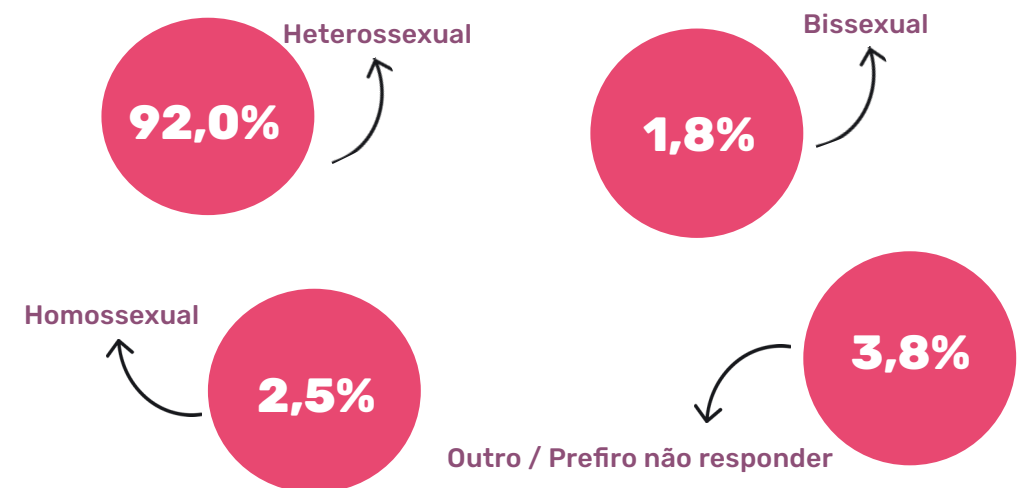 Heterossexual
92,0%
Bissexual
1,8%
Homossexual
2,5%
3,8%
Outro / Prefiro não responder